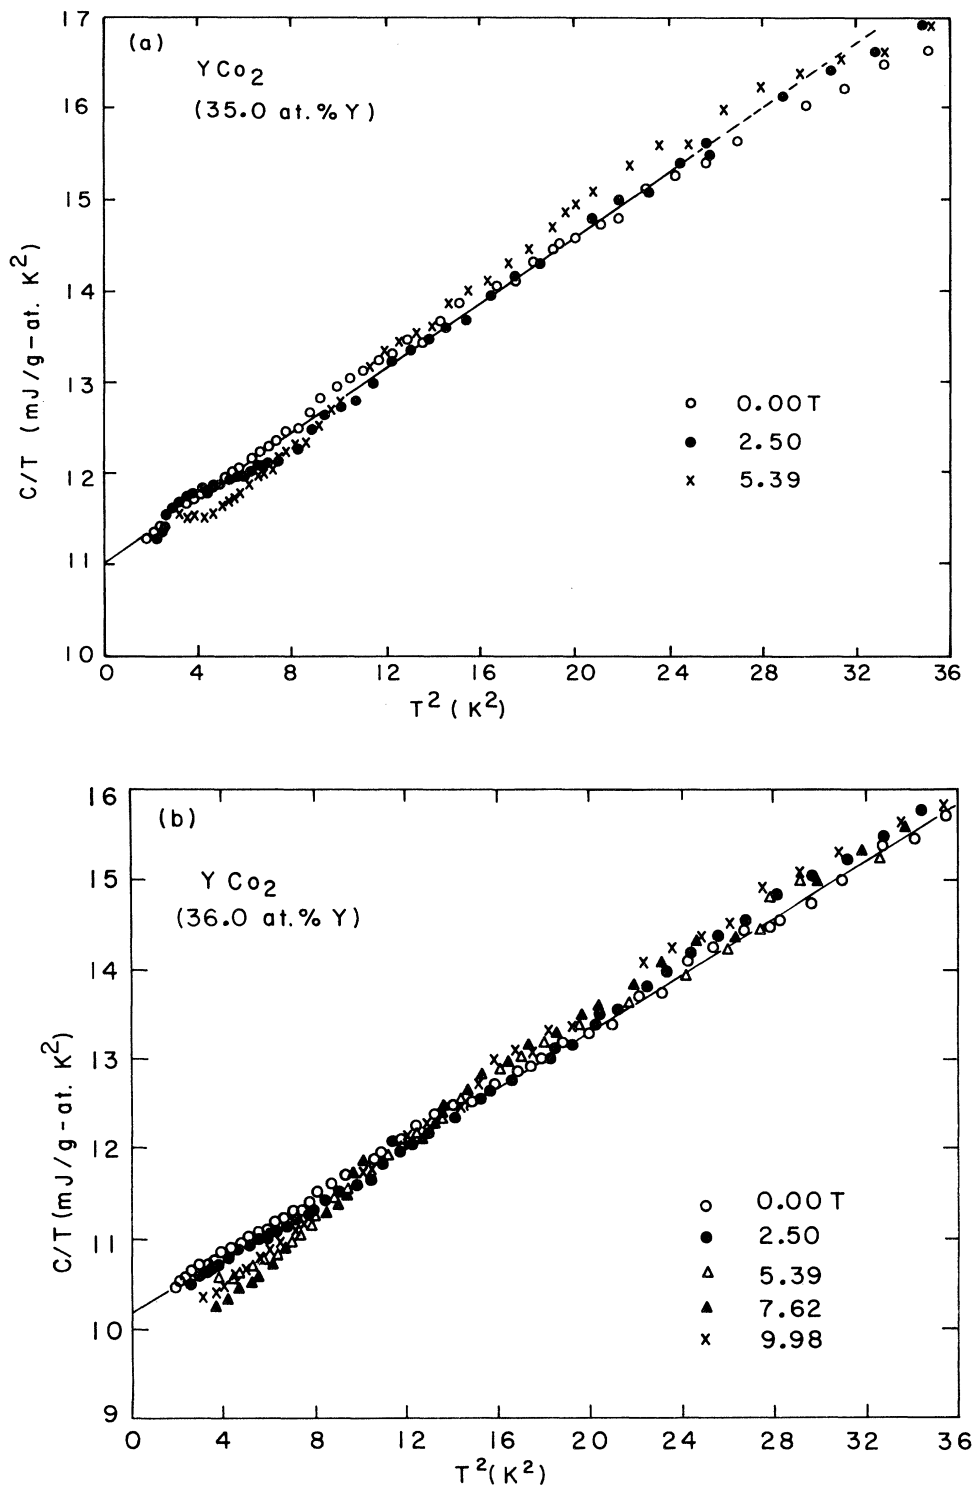 (a)
YCo2
(35.0 at.% Y)
17
16
15
14
13
12
11
10
C/T (mJ/g-at. K2)
0.00T
2.50
5.39
0 4 8 12 16 20 24 28 32 36
T2 (K2)
(b)
YCo2
(36.0 at.% Y)
16
15
14
13
12
11
10
9
C/T (mJ/g-at. K2)
0.00T
2.50
5.39
7.62
9.98
0 4 8 12 16 20 24 28 32 36
T2 (K2)